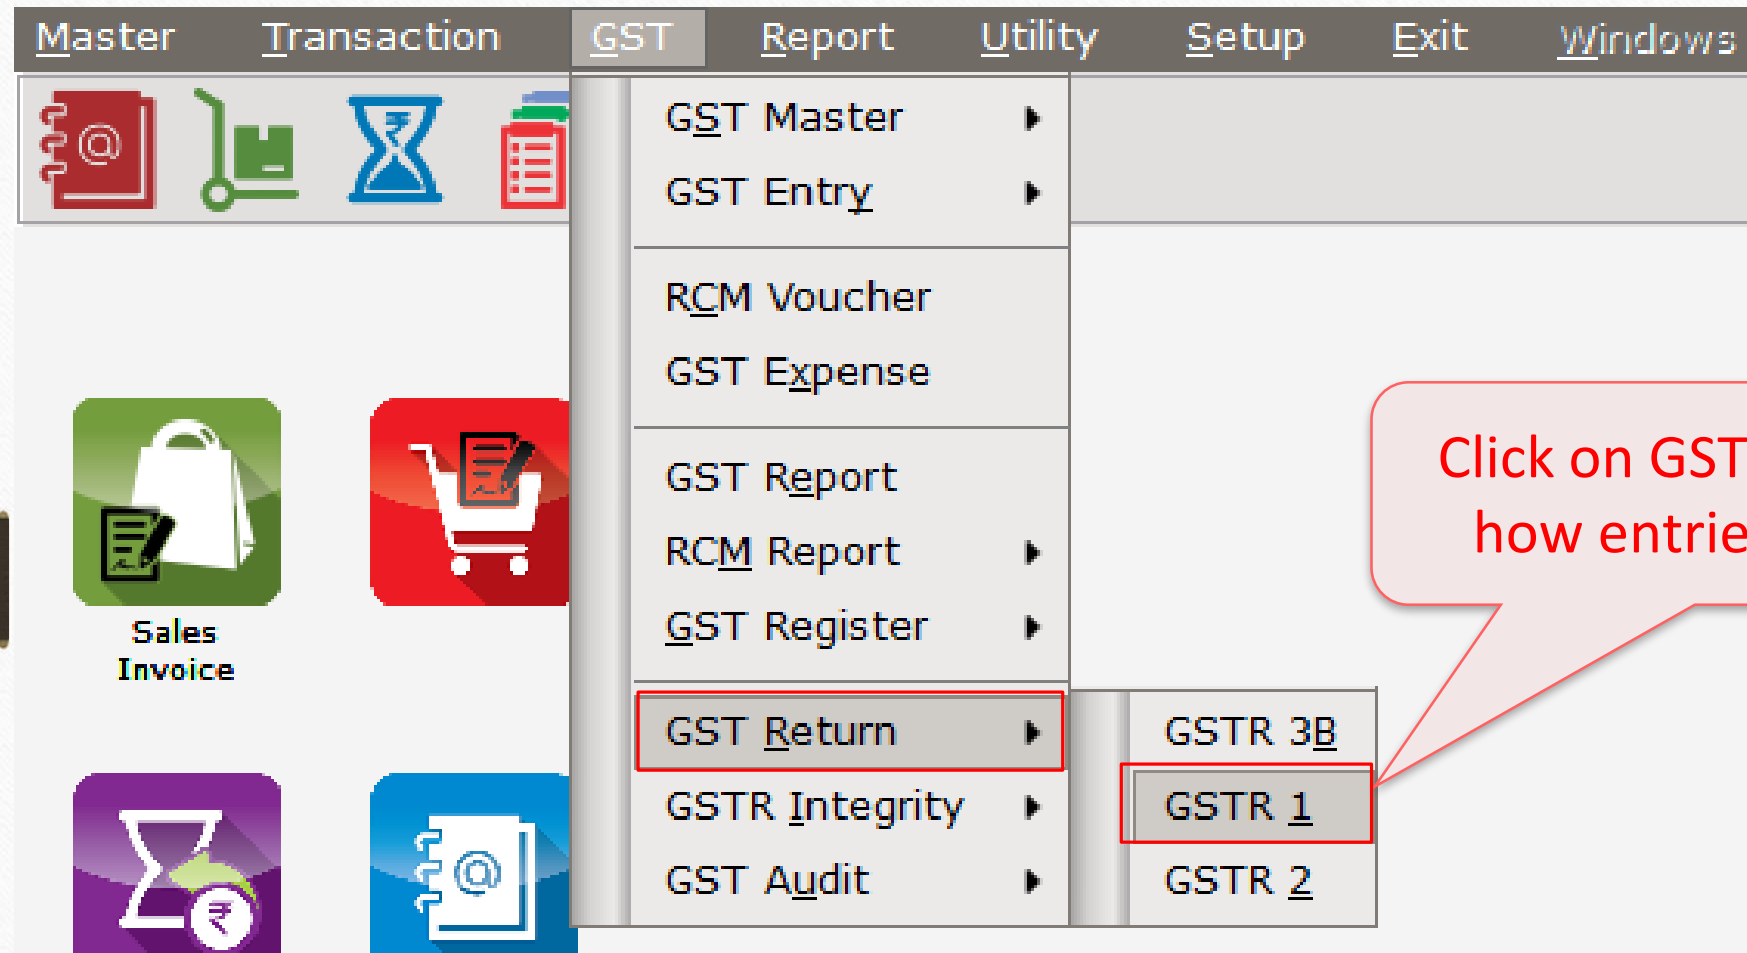 Master Transaction GST Report Utility Setup Exit Windows
GST Master
GST Entry
RCM Voucher
GST Expense
GST Report
RCM Report
GST Register
GST Return
GSTR Integrity
GST Audit
GSTR 3B
GSTR 1
GSTR 2
Click on GST
how entrie
Sales
Invoice